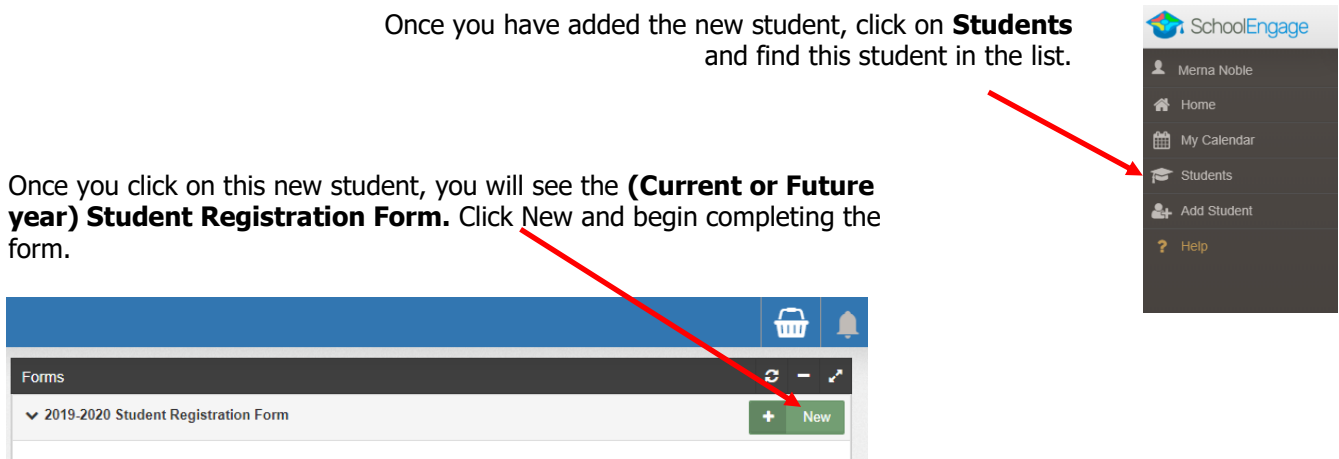 Once you have added the new student, click on Students
and find this student in the list.
SchoolEngage
Merna Noble
Home
My Calendar
Students
Add Student
? Help
Once you click on this new student, you will see the (Current or Future
year) Student Registration Form. Click New and begin completing the
form.
Forms
2019-2020 Student Registration Form
+ New